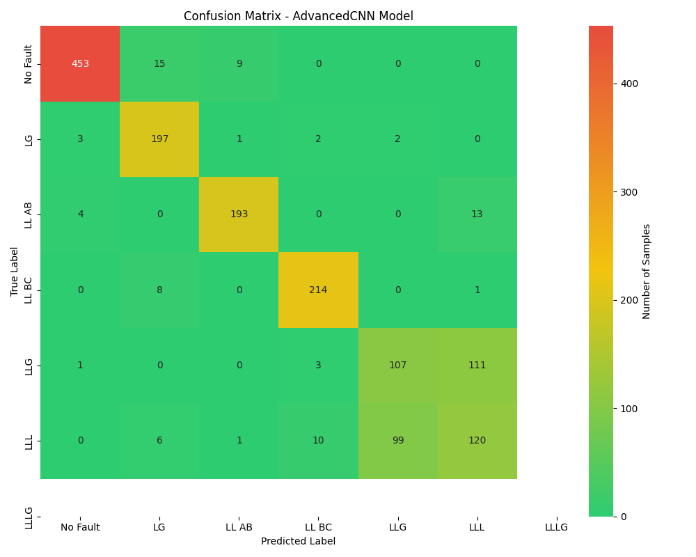 Confusion Matrix - AdvancedCNN Model
True Label
No Fault 453 15 9 0 0 0
LG 3 197 1 2 2 0
LL AB 4 0 193 0 0 13
LL BC 0 8 0 214 0 1
LLG 1 0 0 3 107 111
LLL 0 6 1 10 99 120
LLLG
No Fault LG LL AB LL BC LLG LLL LLLG
Predicted Label
400
300
200
100
0
Number of Samples